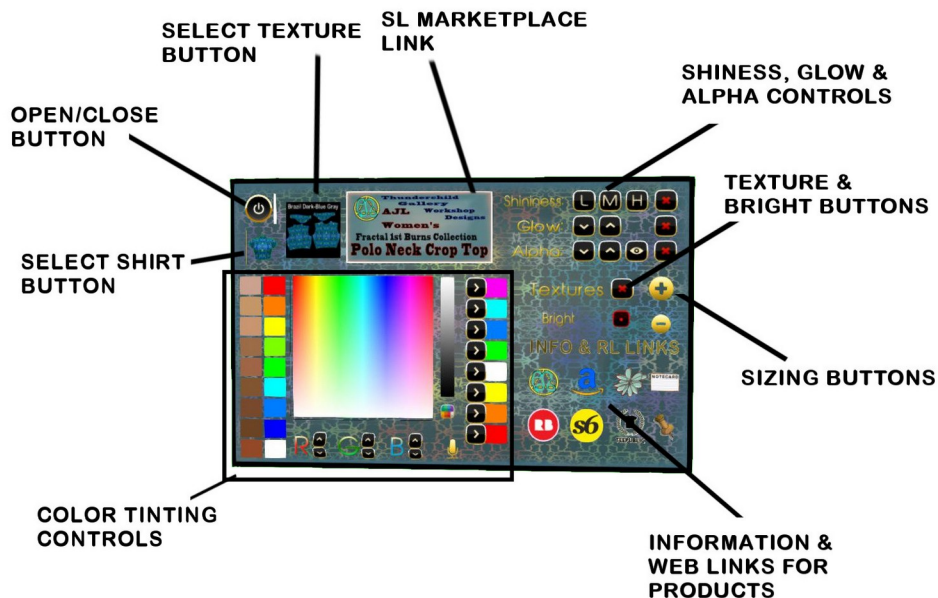 SELECT TEXTURE
BUTTON
SL MARKETPLACE
LINK
SHINESS, GLOW &
ALPHA CONTROLS
OPEN/CLOSE
BUTTON
TEXTURE &
BRIGHT BUTTONS
SELECT SHIRT
BUTTON
SIZING BUTTONS
COLOR TINTING
CONTROLS
INFORMATION &
WEB LINKS FOR
PRODUCTS
Brazil Dark-Blue Gray
Thunderchild
Gallery
AJL Workshop
Designs
Women's
Fractal 1st Burns Collection
Polo Neck Crop Top
Shininess L M H
Glow
Alpha
Textures
Bright
INFO & RL LINKS
a
NOTECARD
RB
s6
R G B